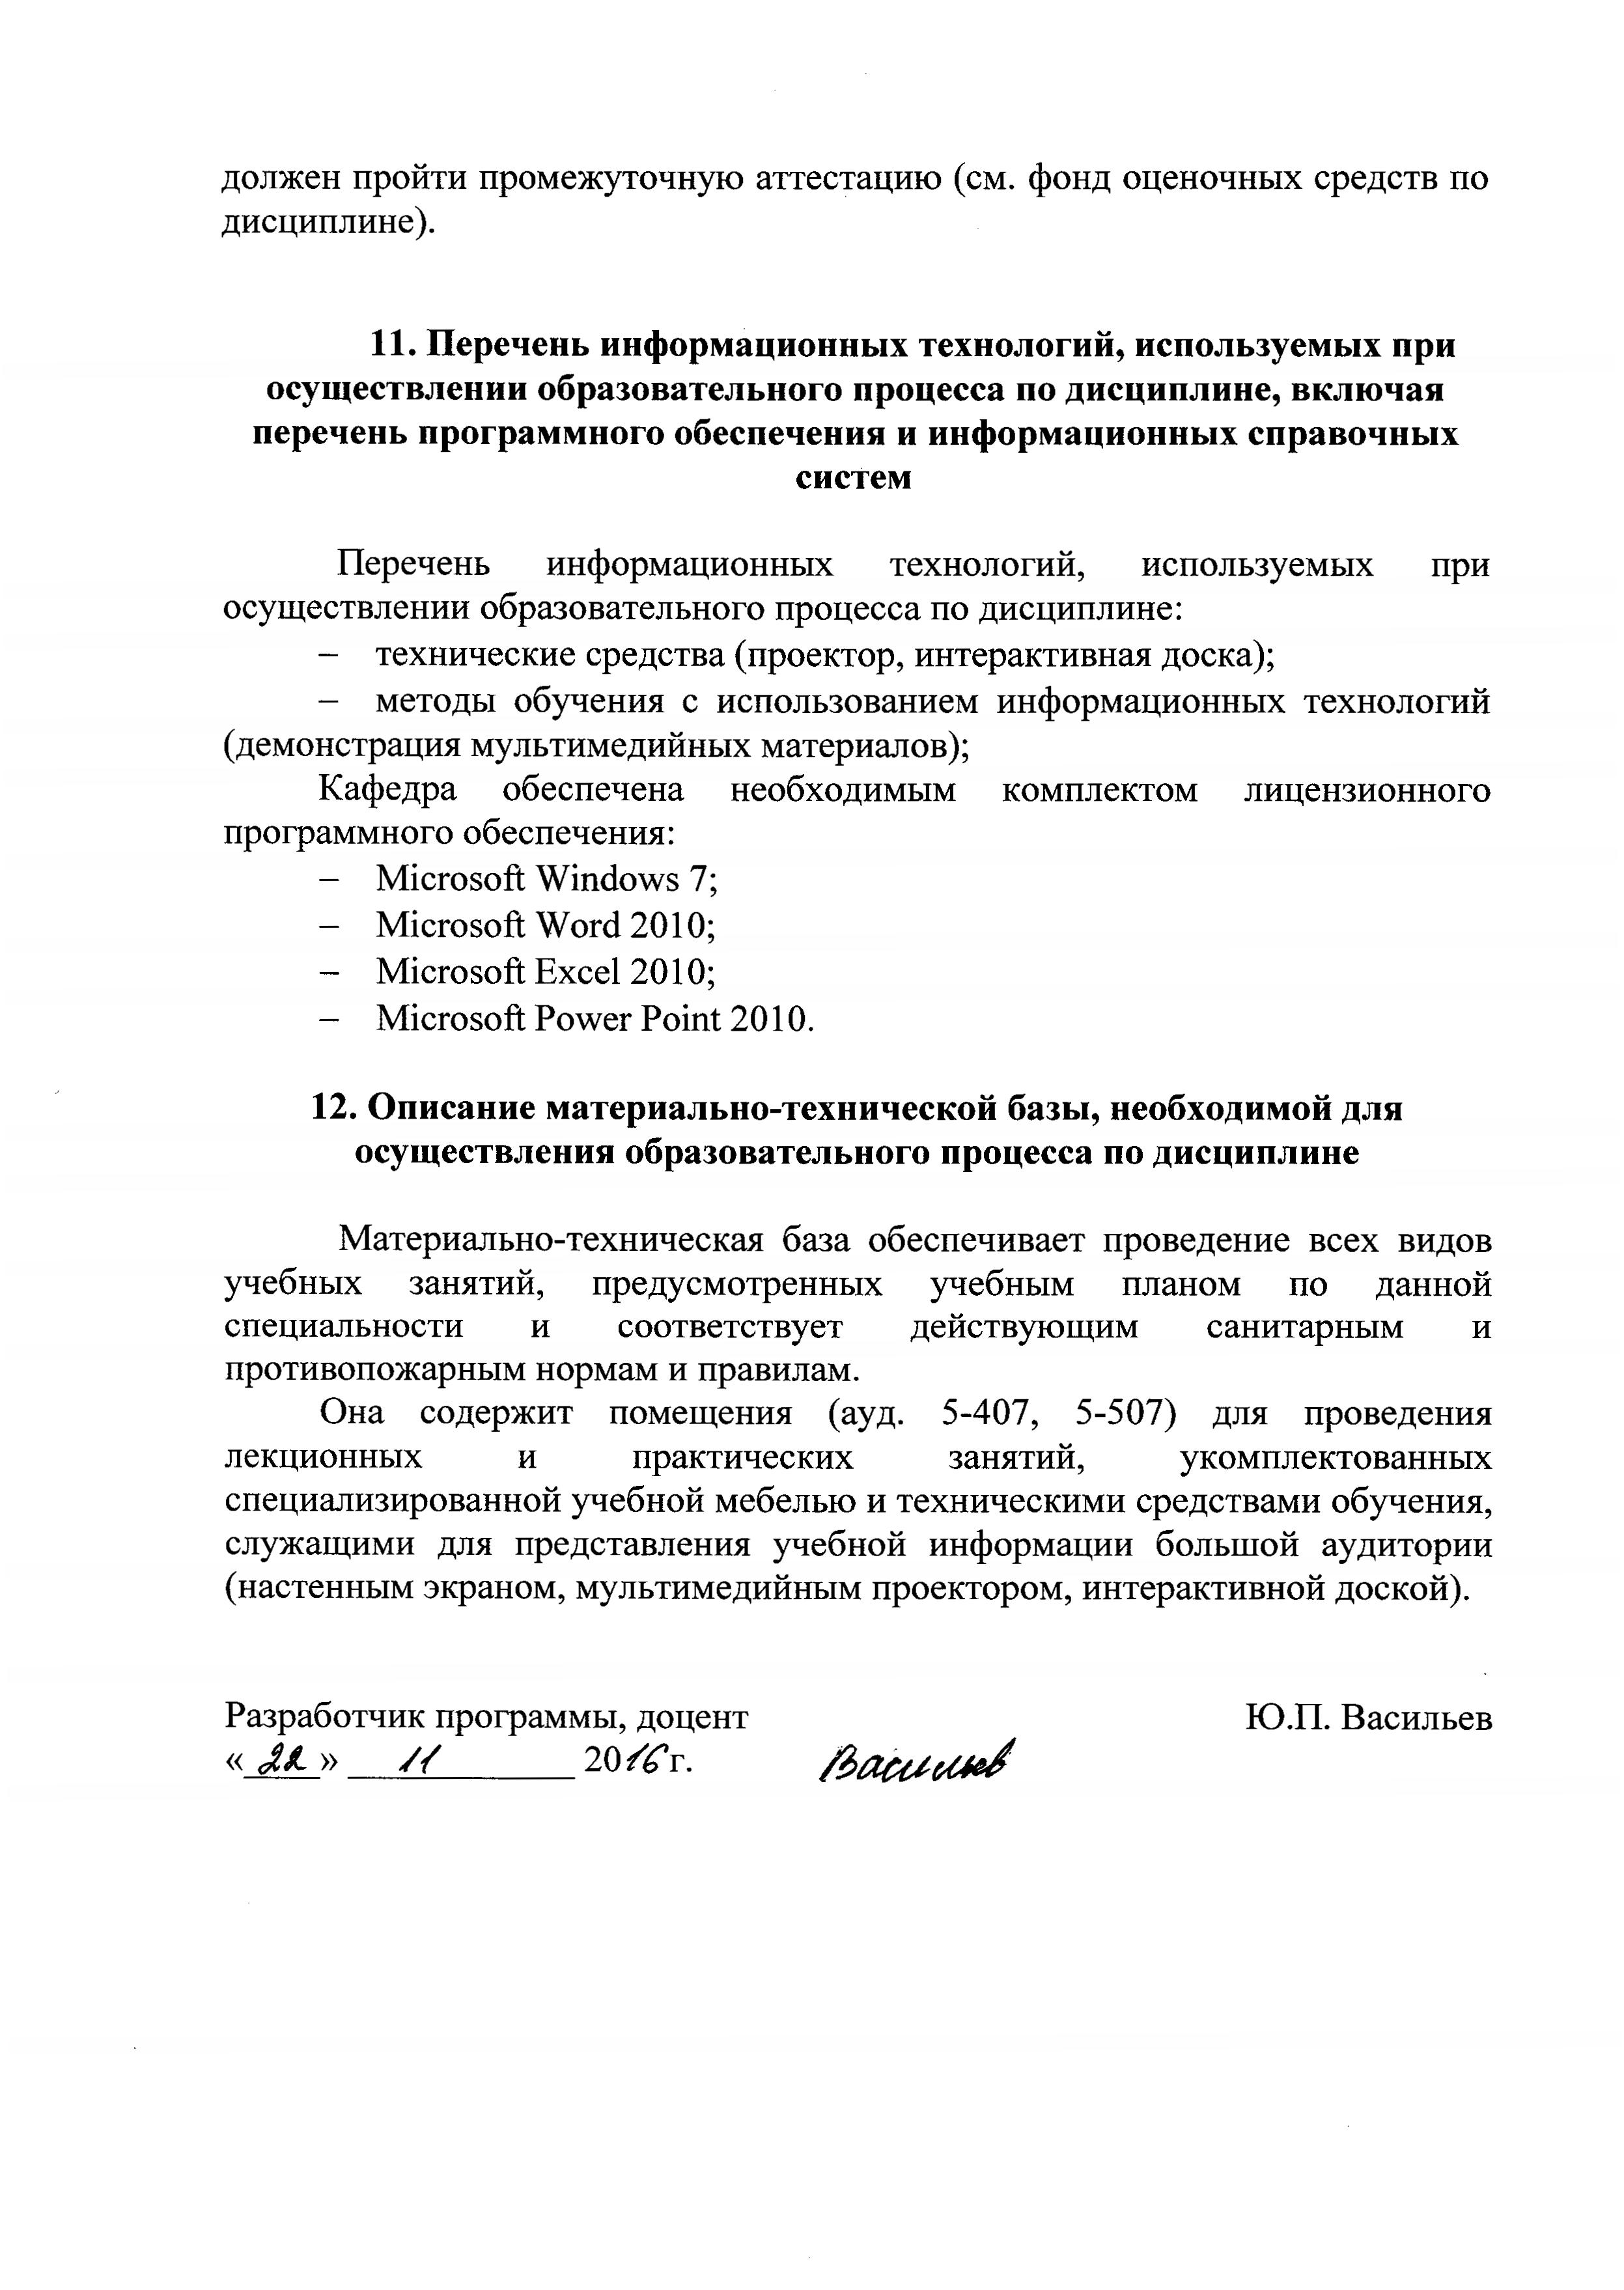 должен пройти промежуточную аттестацию (см. фонд оценочных средств по
дисциплине).
11. Перечень информационных технологий, используемых при
осуществлении образовательного процесса по дисциплине, включая
перечень программного обеспечения и информационных справочных
систем
Перечень информационных технологий, используемых при
осуществлении образовательного процесса по дисциплине:
– технические средства (проектор, интерактивная доска);
– методы обучения с использованием информационных технологий
(демонстрация мультимедийных материалов);
Кафедра обеспечена необходимым комплектом лицензионного
программного обеспечения:
– Microsoft Windows 7;
– Microsoft Word 2010;
– Microsoft Excel 2010;
– Microsoft Power Point 2010.
12. Описание материально-технической базы, необходимой для
осуществления образовательного процесса по дисциплине
Материально-техническая база обеспечивает проведение всех видов
учебных занятий, предусмотренных учебным планом по данной
специальности и соответствует действующим санитарным и
противопожарным нормам и правилам.
Она содержит помещения (ауд. 5-407, 5-507) для проведения
лекционных и практических занятий, укомплектованных
специализированной учебной мебелью и техническими средствами обучения,
служащими для представления учебной информации большой аудитории
(настенным экраном, мультимедийным проектором, интерактивной доской).
Разработчик программы, доцент Ю.П. Васильев
«22» 11 2016 г. Васильев